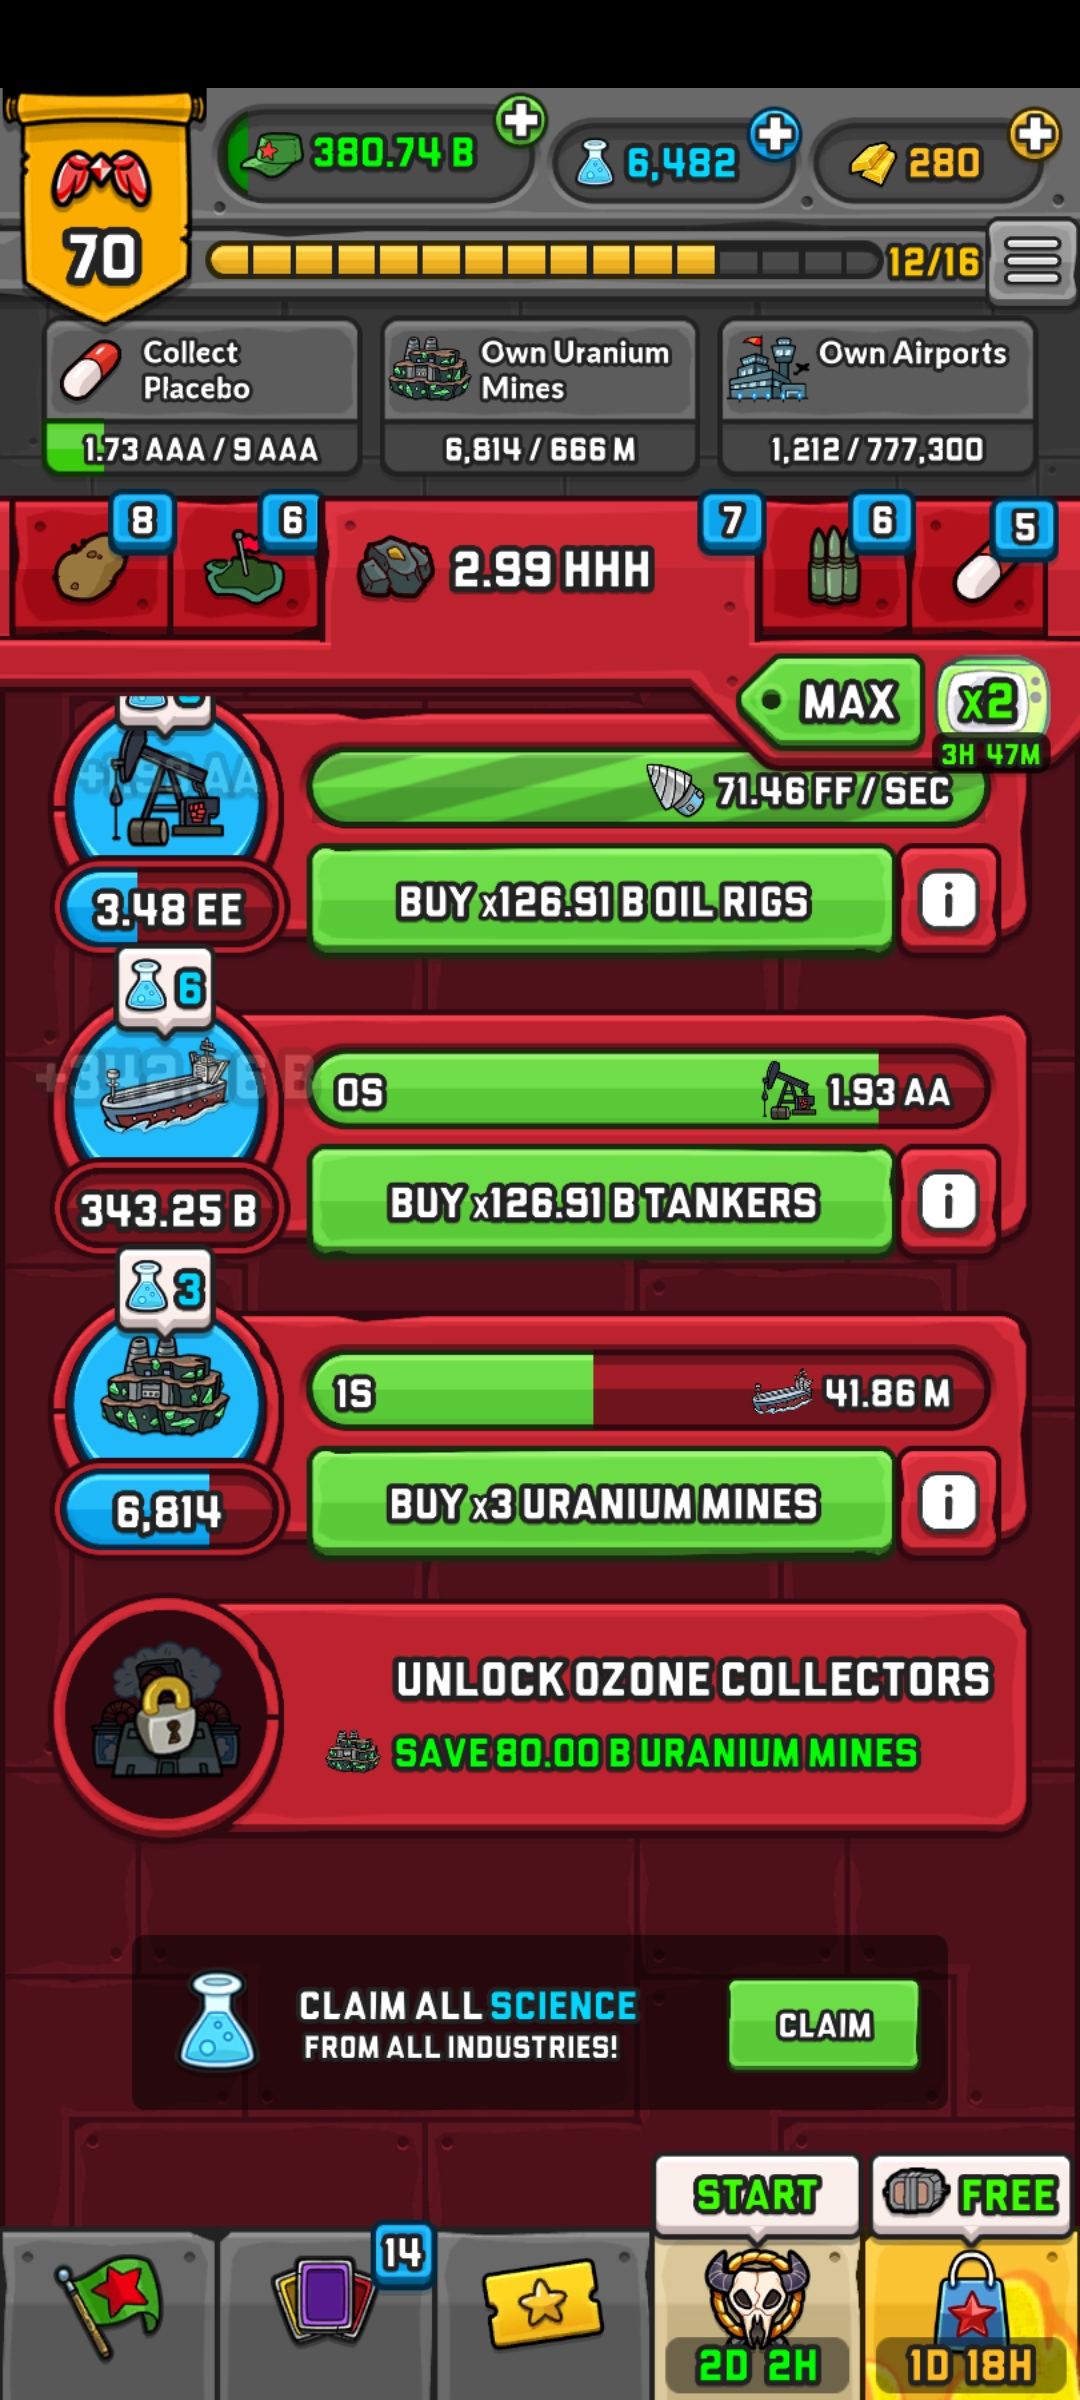 70
380.74 B
6,482
280
12/16
Collect
Placebo
1.73 AAA / 9 AAA
Own Uranium
Mines
6,814 / 666 M
Own Airports
1,212 / 777,300
8
6
2.99 HHH
7
6
5
MAX
x2
3H 47M
71.46 FF / SEC
3.48 EE
BUY x126.91 B OIL RIGS
i
6
0S
1.93 AA
343.25 B
BUY x126.91 B TANKERS
i
3
1S
41.86 M
6,814
BUY x3 URANIUM MINES
i
UNLOCK OZONE COLLECTORS
SAVE 80.00 B URANIUM MINES
CLAIM ALL SCIENCE
FROM ALL INDUSTRIES!
CLAIM
START
FREE
14
2D 2H
1D 18H